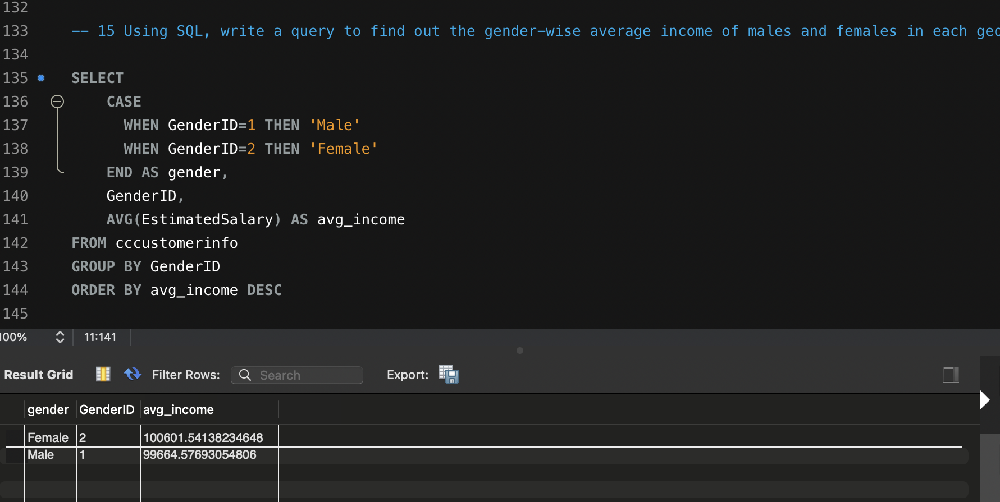 132
133 -- 15 Using SQL, write a query to find out the gender-wise average income of males and females in each geo
134
135 SELECT
136 CASE
137 WHEN GenderID=1 THEN 'Male'
138 WHEN GenderID=2 THEN 'Female'
139 END AS gender,
140 GenderID,
141 AVG(EstimatedSalary) AS avg_income
142 FROM cccustomerinfo
143 GROUP BY GenderID
144 ORDER BY avg_income DESC
145
100% 11:141
Result Grid Filter Rows: Search Export:
gender GenderID avg_income
Female 2 100601.54138234648
Male 1 99664.57693054806